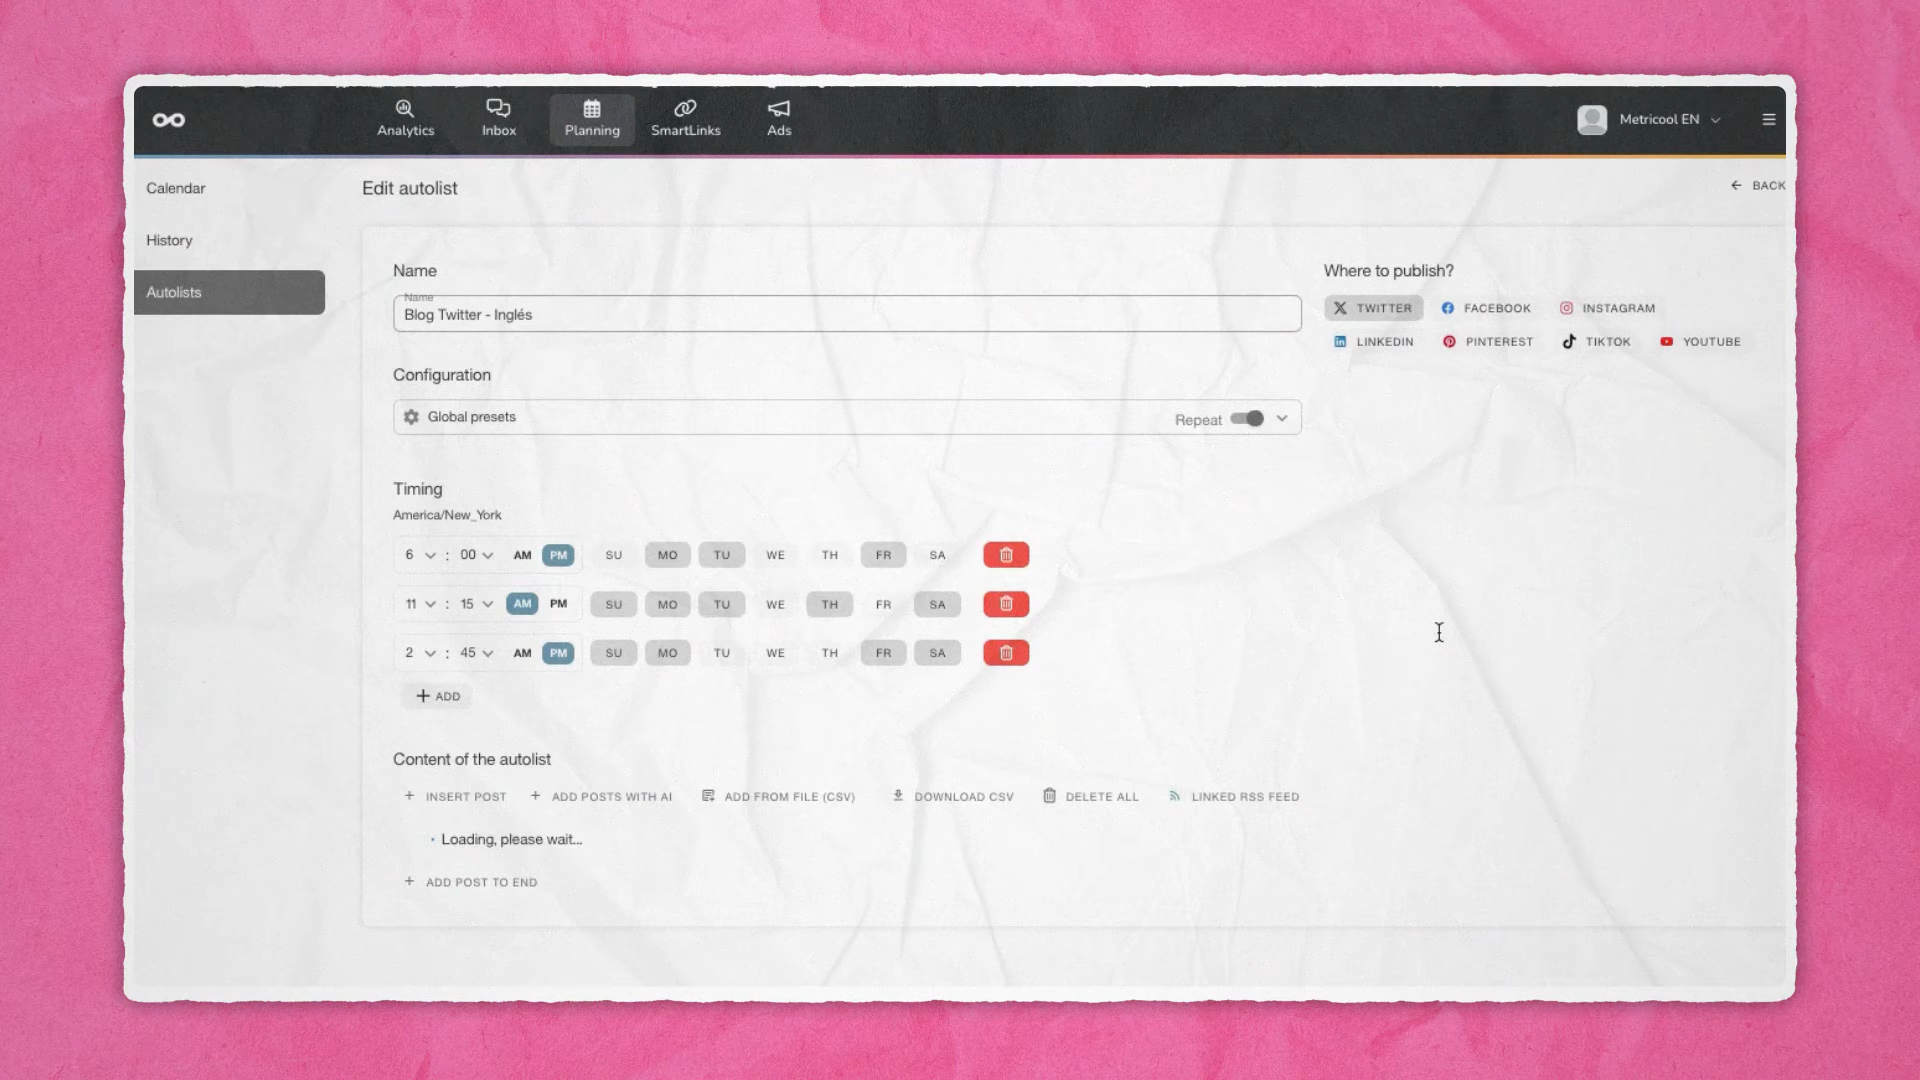 Analytics Inbox Planning SmartLinks Ads Metricool EN
Calendar
History
Autolists
Edit autolist
BACK
Name
Name
Blog Twitter - Inglés
Configuration
Global presets Repeat
Timing
America/New_York
6 : 00 AM PM SU MO TU WE TH FR SA
11 : 15 AM PM SU MO TU WE TH FR SA
2 : 45 AM PM SU MO TU WE TH FR SA
+ ADD
Content of the autolist
+ INSERT POST + ADD POSTS WITH AI ADD FROM FILE (CSV) DOWNLOAD CSV DELETE ALL LINKED RSS FEED
Loading, please wait...
+ ADD POST TO END
Where to publish?
TWITTER FACEBOOK INSTAGRAM
LINKEDIN PINTEREST TIKTOK YOUTUBE